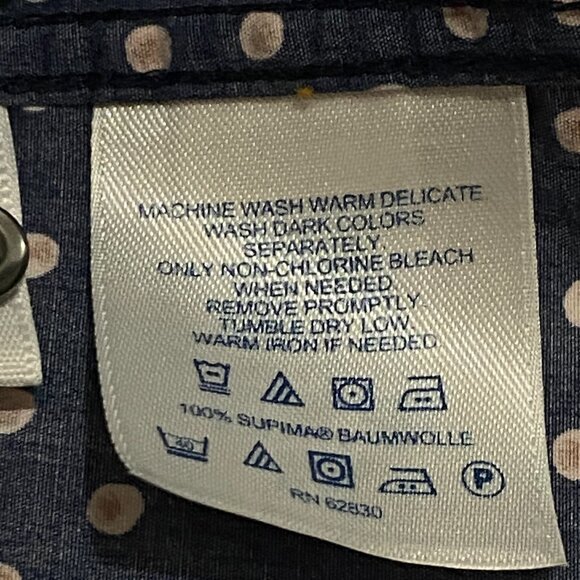 MACHINE WASH WARM DELICATE
WASH DARK COLORS
SEPARATELY.
ONLY NON-CHLORINE BLEACH
WHEN NEEDED.
REMOVE PROMPTLY.
TUMBLE DRY LOW.
WARM IRON IF NEEDED
100% SUPIMA® BAUMWOLLE
40
P
RN 62830